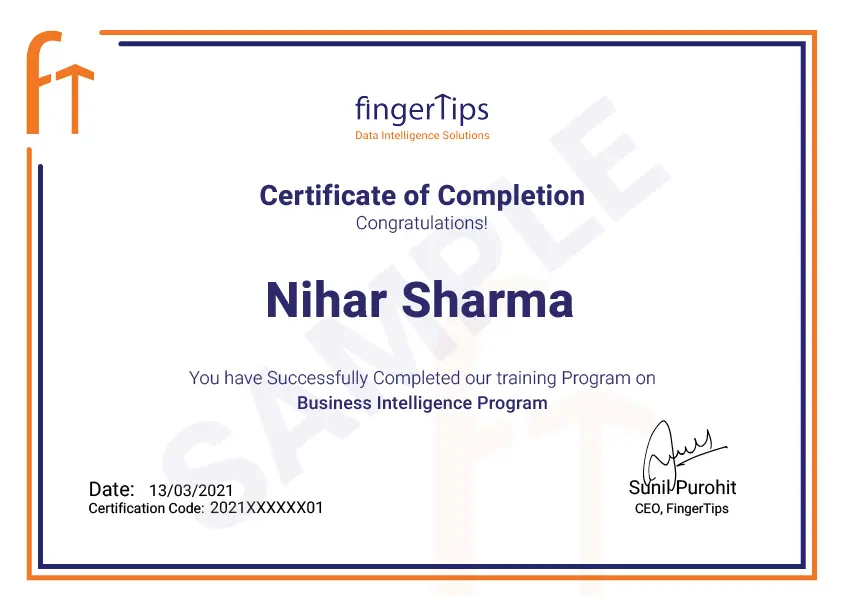 fT
fingerTips
Data Intelligence Solutions
Certificate of Completion
Congratulations!
Nihar Sharma
SAMPLE
You have Successfully Completed our training Program on
Business Intelligence Program
Date: 13/03/2021
Certification Code: 2021XXXXXX01
Sunil Purohit
CEO, FingerTips